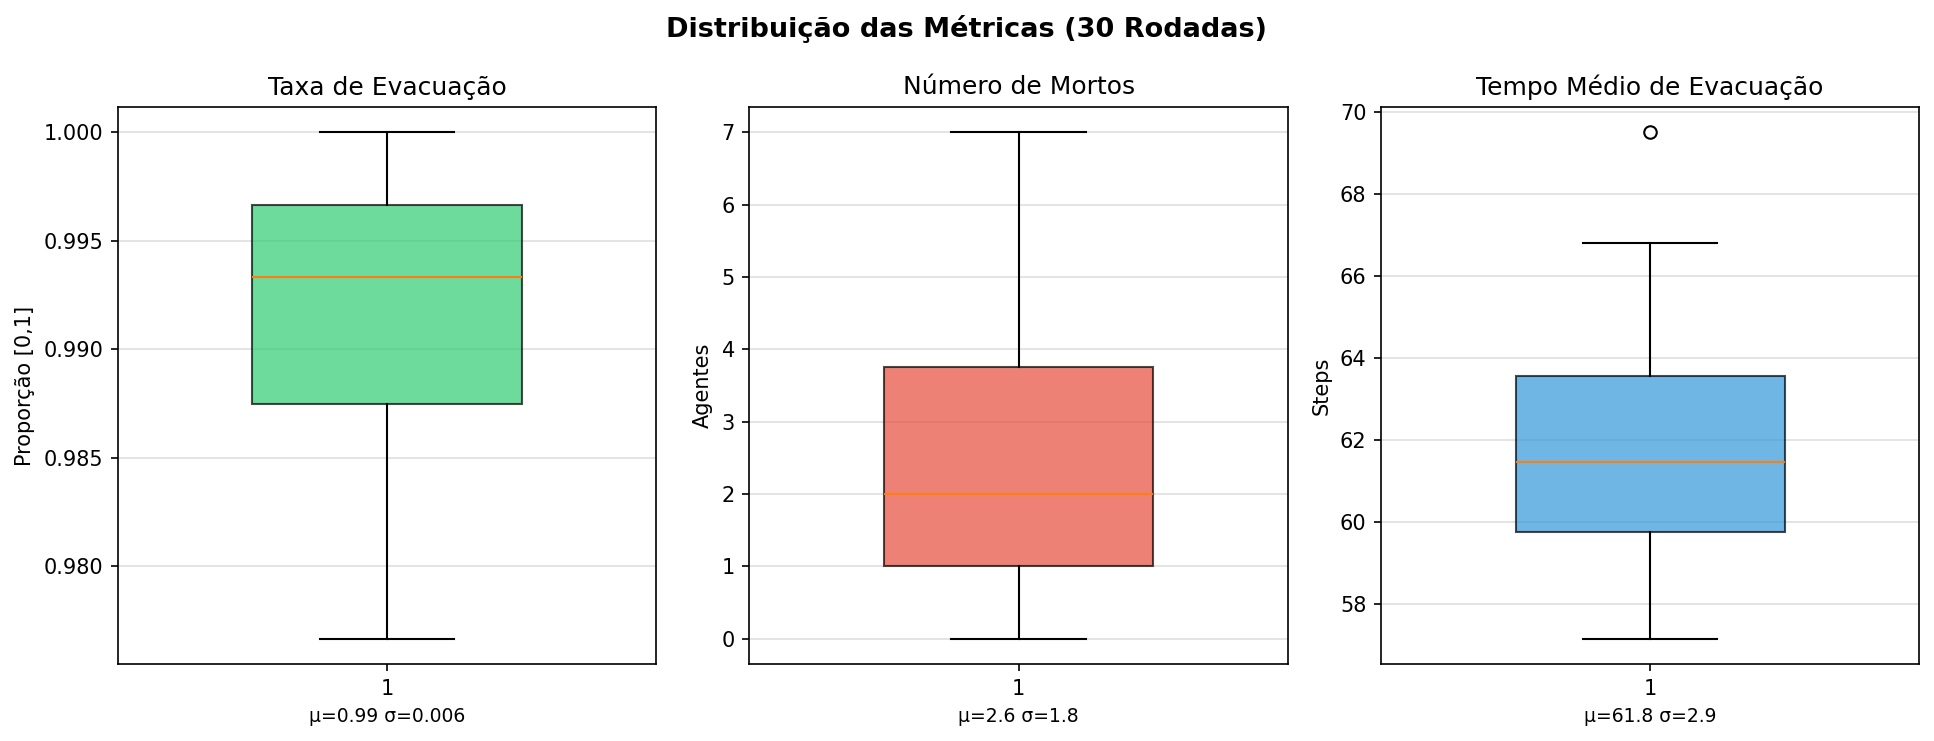 Distribuição das Métricas (30 Rodadas)
Taxa de Evacuação
Proporção [0,1]
1.000
0.995
0.990
0.985
0.980
1
μ=0.99 σ=0.006
Número de Mortos
Agentes
7
6
5
4
3
2
1
0
1
μ=2.6 σ=1.8
Tempo Médio de Evacuação
Steps
70
68
66
64
62
60
58
1
μ=61.8 σ=2.9